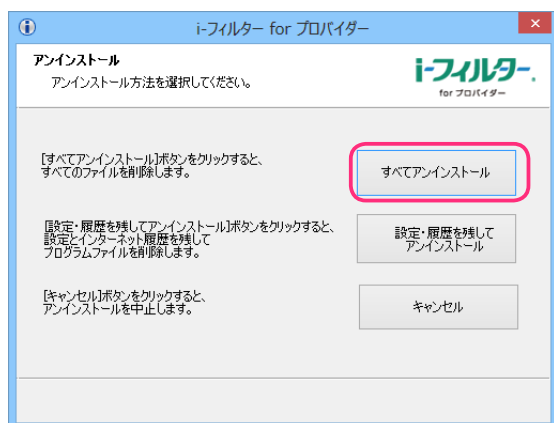 i-フィルター for プロバイダー
アンインストール
アンインストール方法を選択してください。
i-フィルター.
for プロバイダー
[すべてアンインストール]ボタンをクリックすると、
すべてのファイルを削除します。
すべてアンインストール
[設定・履歴を残してアンインストール]ボタンをクリックすると、
設定とインターネット履歴を残して
プログラムファイルを削除します。
設定・履歴を残して
アンインストール
[キャンセル]ボタンをクリックすると、
アンインストールを中止します。
キャンセル